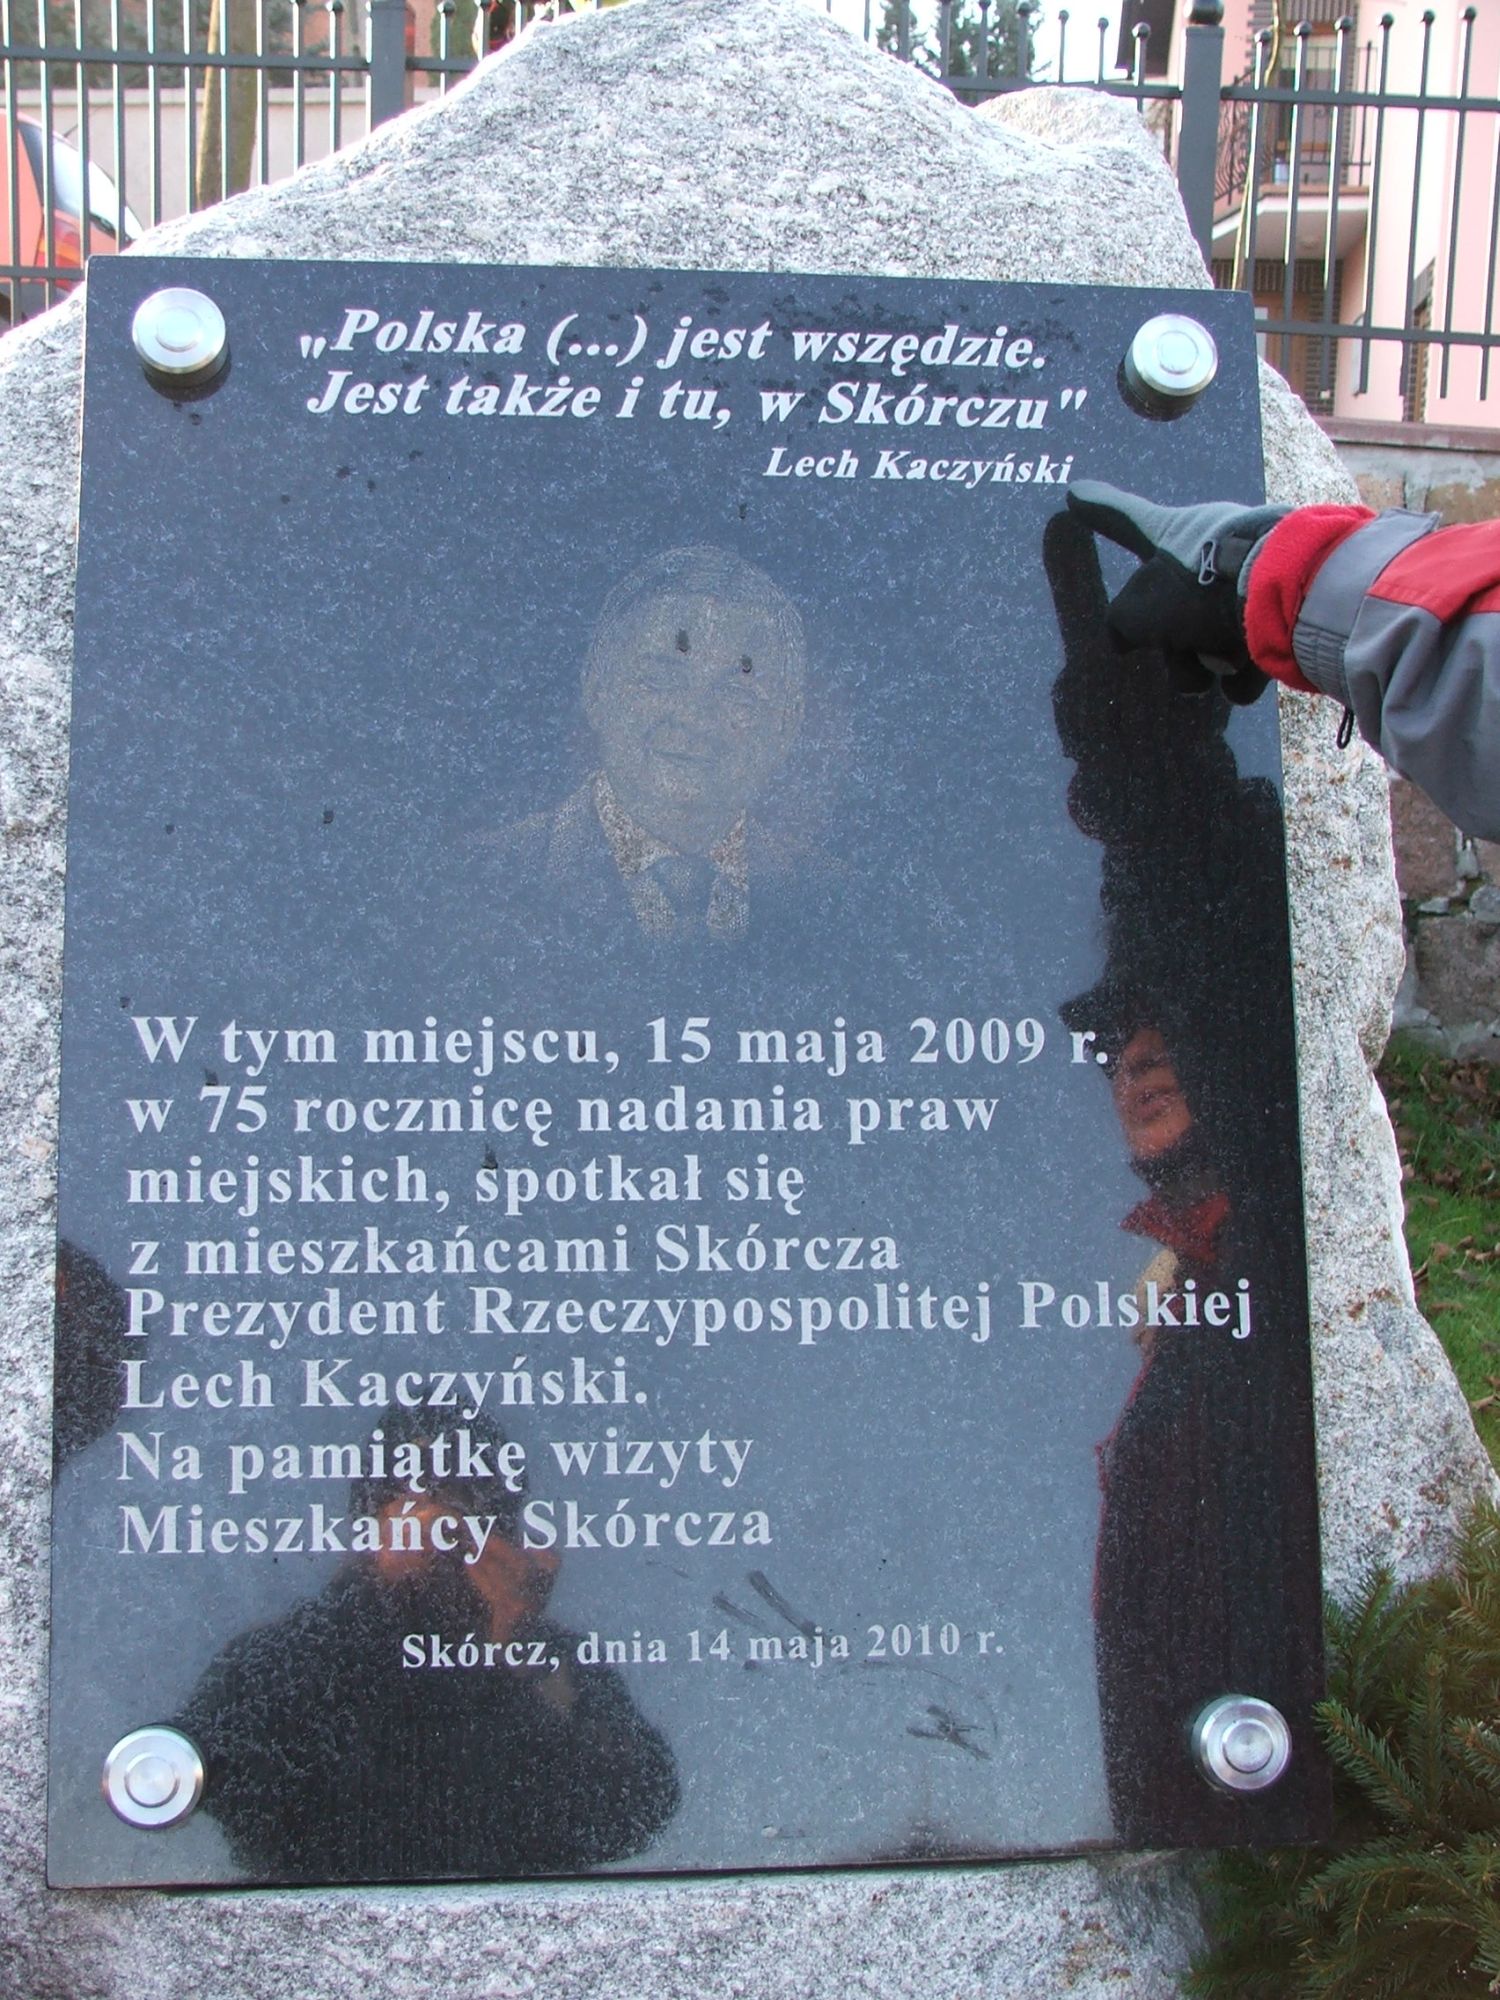 „Polska (...) jest wszędzie.
Jest także i tu, w Skórczu"
Lech Kaczyński
W tym miejscu, 15 maja 2009 r.
w 75 rocznicę nadania praw
miejskich, spotkał się
z mieszkańcami Skórcza
Prezydent Rzeczypospolitej Polskiej
Lech Kaczyński.
Na pamiątkę wizyty
Mieszkańcy Skórcza
Skórcz, dnia 14 maja 2010 r.